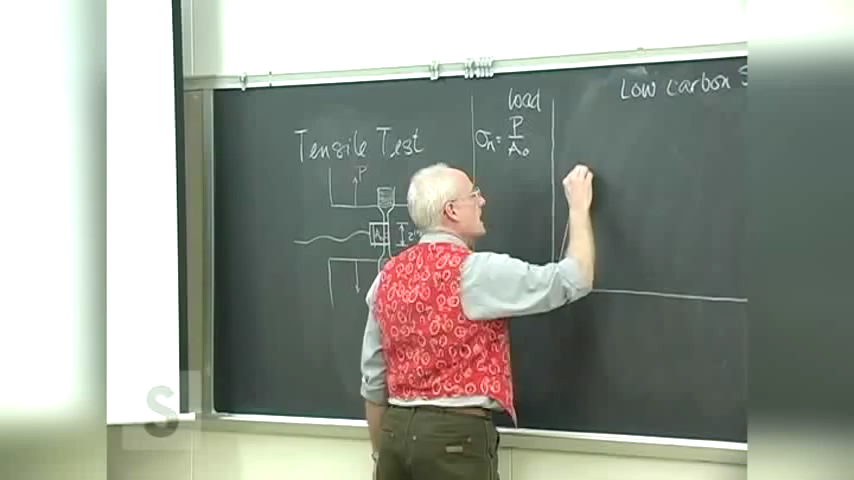 Tensile Test
P
A₀
2"
load
σₙ = P/A₀
Low carbon S
S